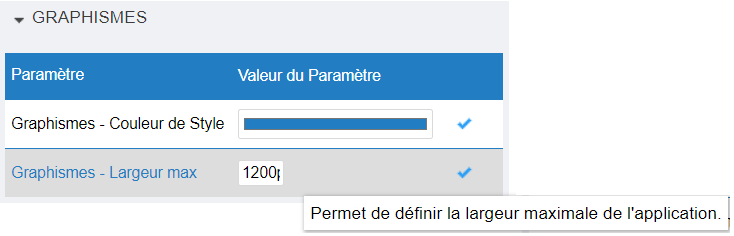 GRAPHISMES
Paramètre Valeur du Paramètre
Graphismes - Couleur de Style
Graphismes - Largeur max 1200p
Permet de définir la largeur maximale de l'application.